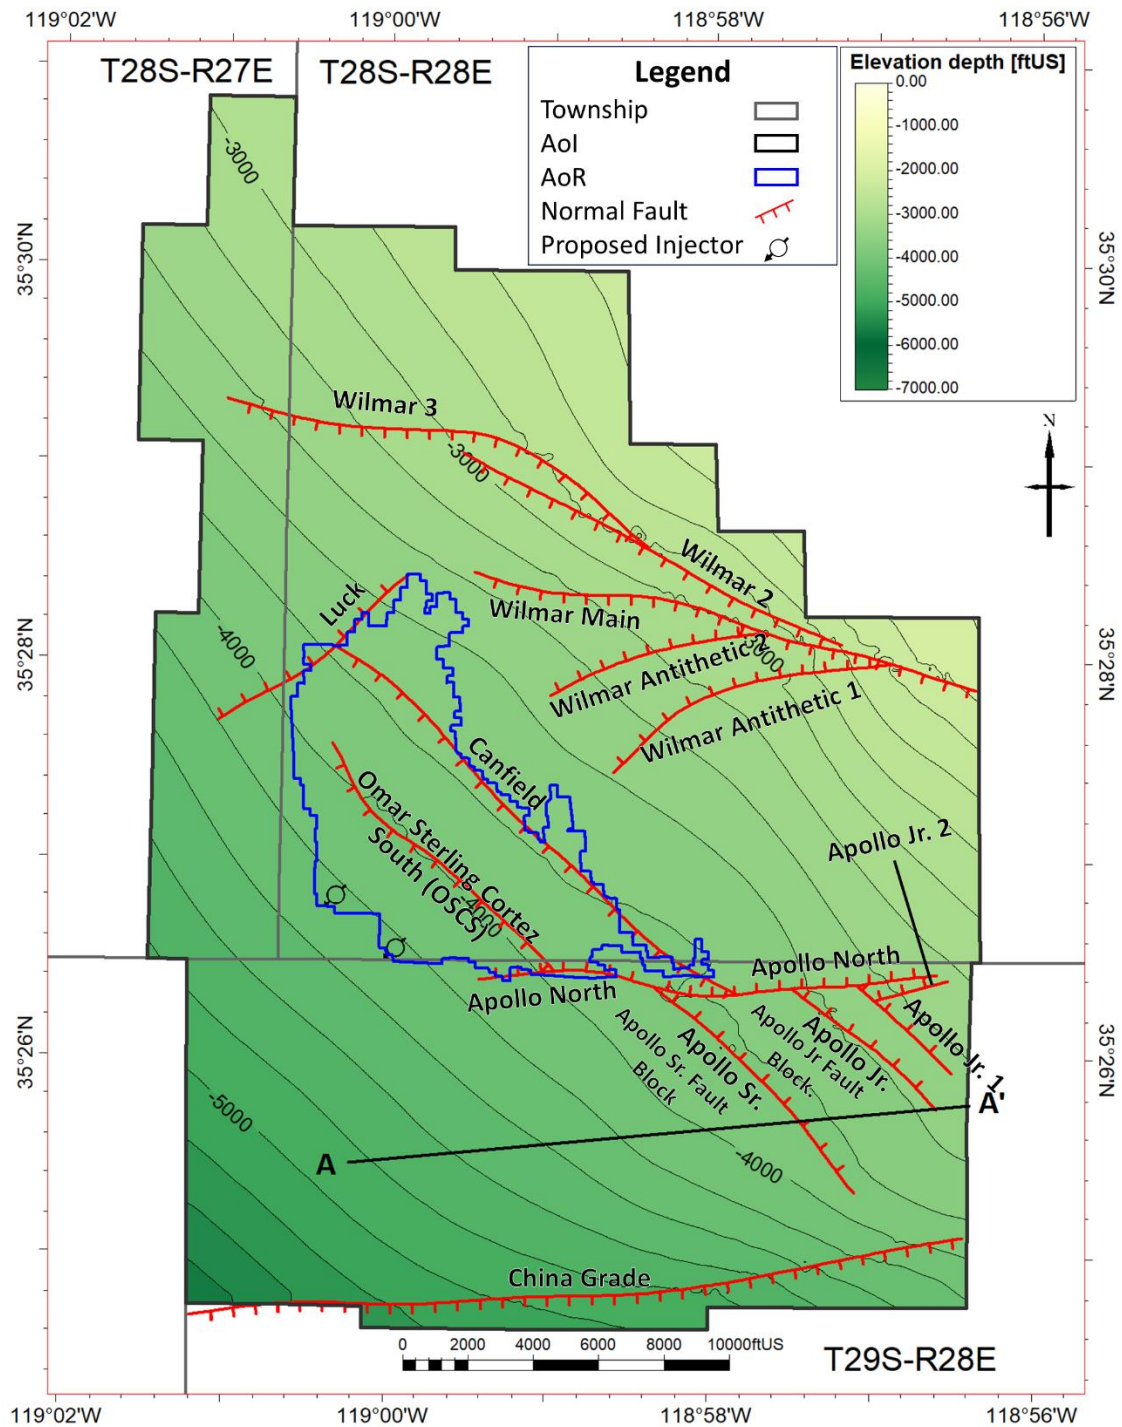 119°02'W 119°00'W 118°58'W 118°56'W
T28S-R27E T28S-R28E
Legend
Township
AoI
AoR
Normal Fault
Proposed Injector
Elevation depth [ftUS]
0.00
-1000.00
-2000.00
-3000.00
-4000.00
-5000.00
-6000.00
-7000.00
-3000
35°30'N
35°30'N
N
Wilmar 3
-3000
Wilmar 2
Luck
Wilmar Main
-4000
35°28'N
35°28'N
Wilmar Antithetic 2
-3000
Wilmar Antithetic 1
Canfield
Omar Sterling Cortez
South (OSCS)
-4000
Apollo Jr. 2
Apollo North
Apollo North
35°26'N
35°26'N
Apollo Sr. Fault
Block
Apollo Sr.
Apollo Jr Fault
Block.
Apollo Jr.
Apollo Jr. 1
-5000
A
A'
-4000
China Grade
0 2000 4000 6000 8000 10000ftUS
T29S-R28E
119°02'W 119°00'W 118°58'W 118°56'W